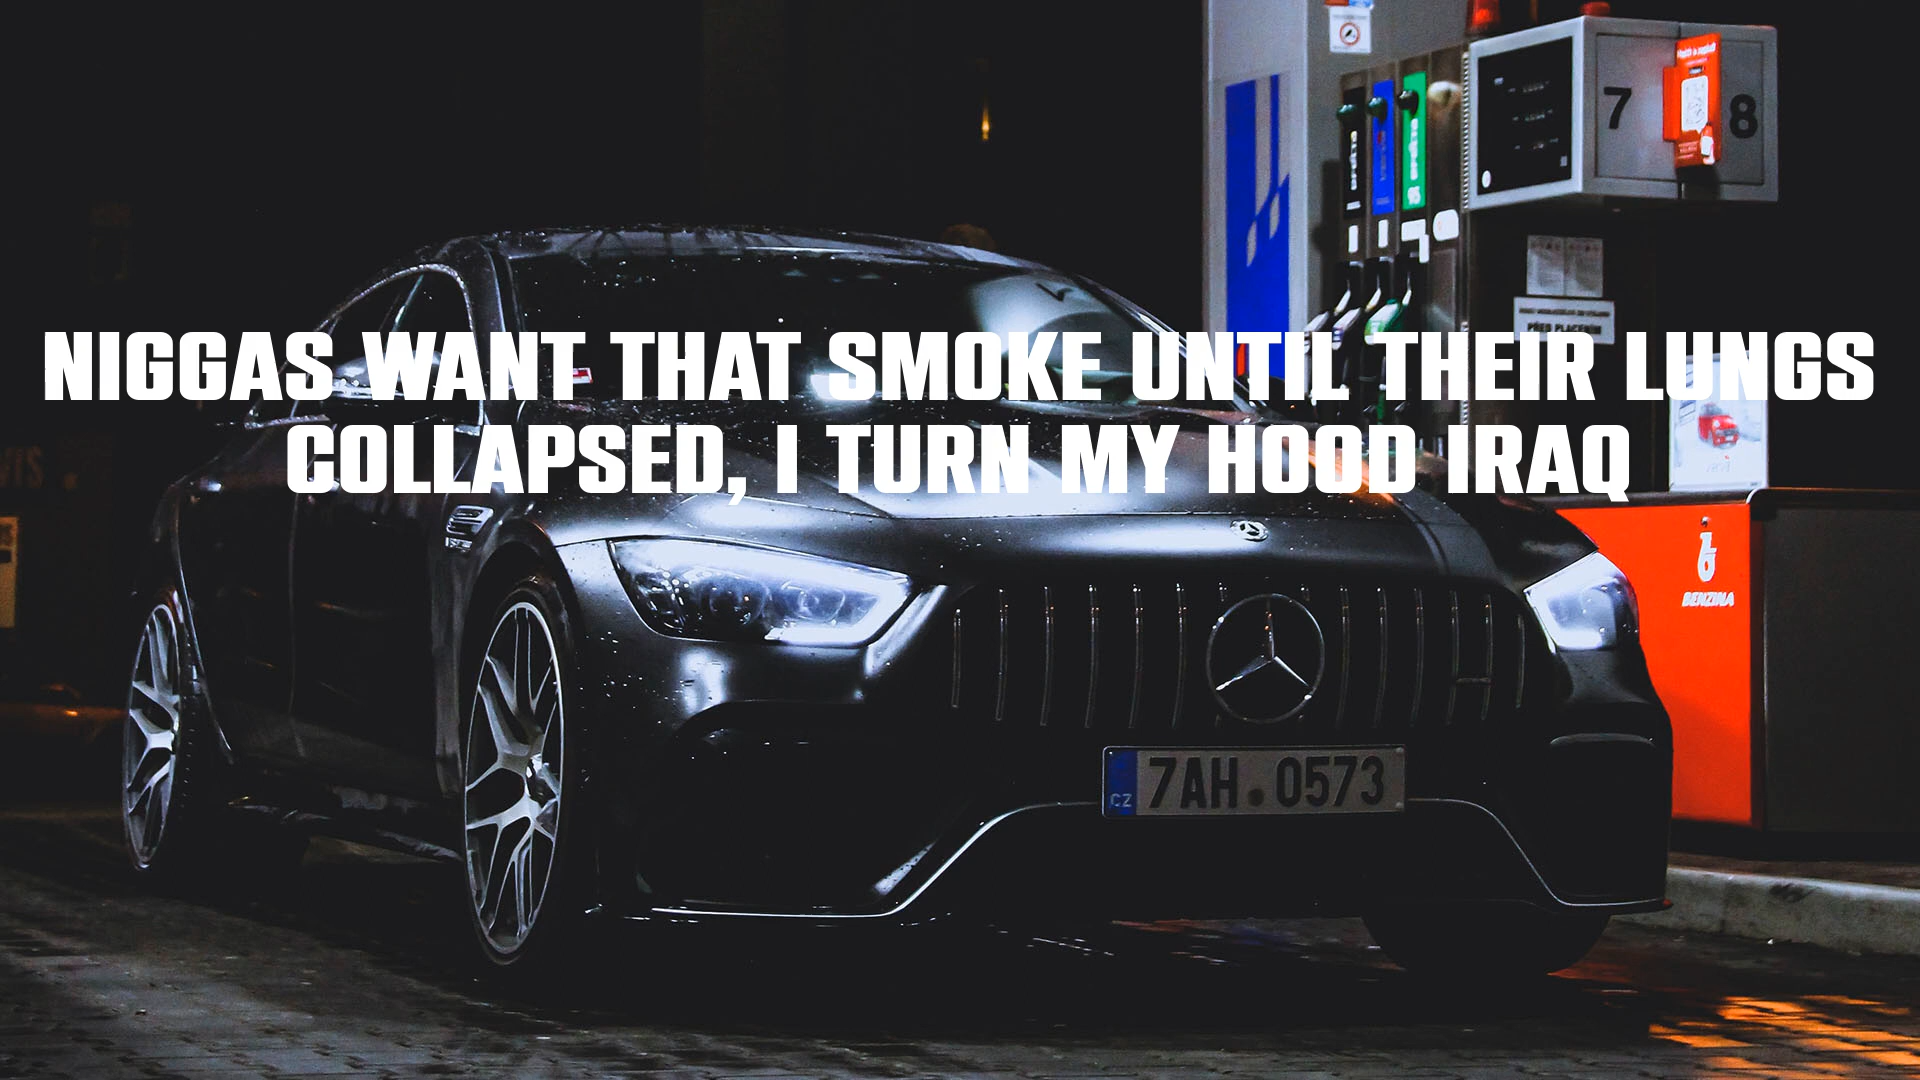 7
8
NIGGAS WANT THAT SMOKE UNTIL THEIR LUNGS
COLLAPSED, I TURN MY HOOD IRAQ
BENZINA
CZ
7AH 0573